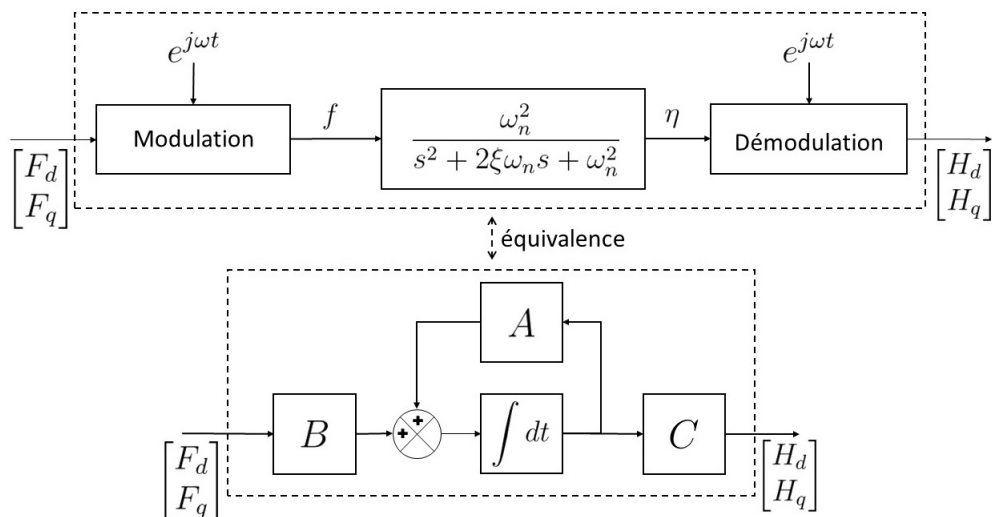 e^{jωt} e^{jωt}
Modulation f ω_n^2 / (s^2 + 2ξω_n s + ω_n^2) η Démodulation
[F_d F_q] [H_d H_q]
équivalence
A
B ∫ dt C
[F_d F_q] [H_d H_q]